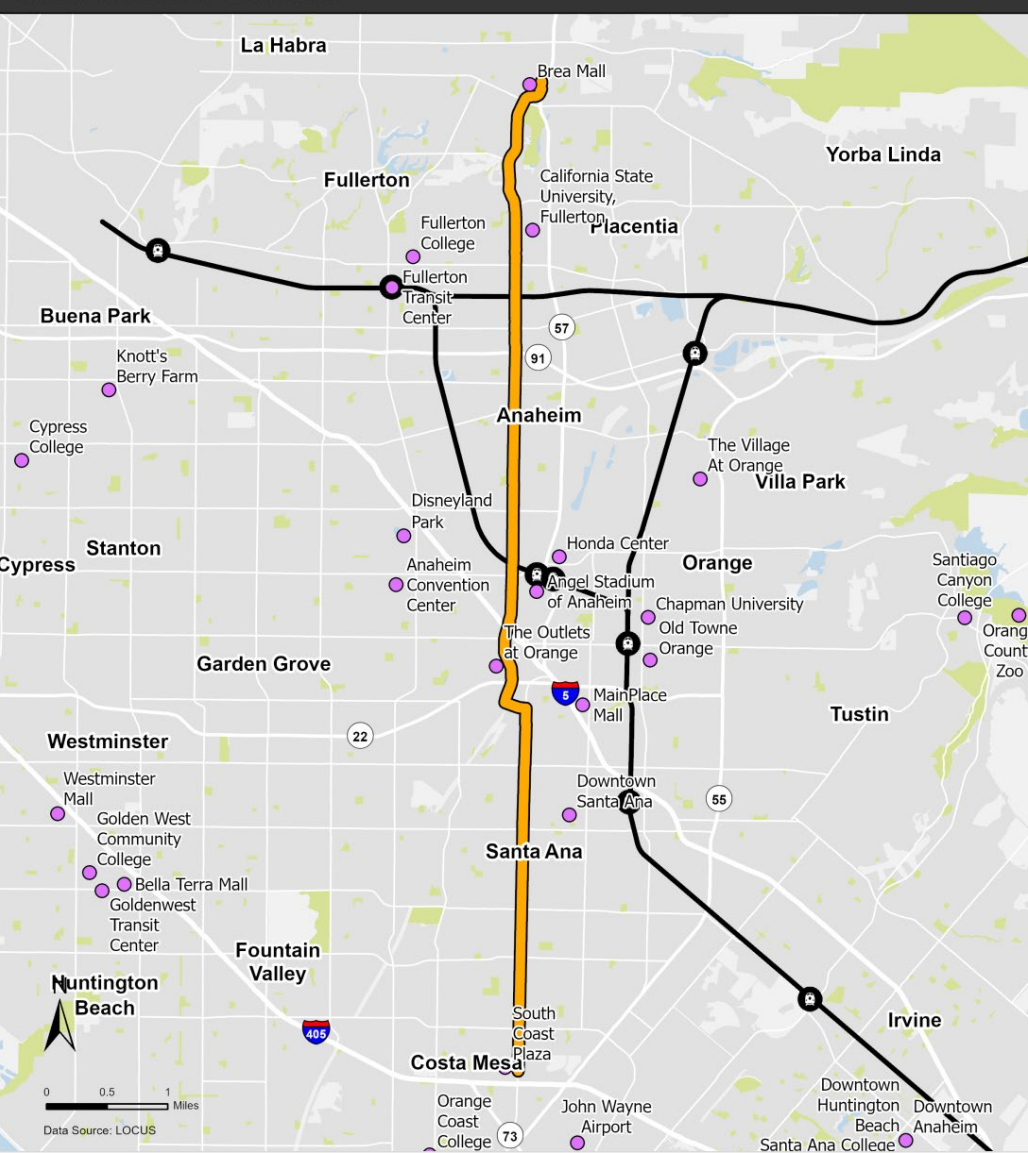 La Habra
Brea Mall
Yorba Linda
California State
University,
Fullerton
Fullerton
Placentia
Fullerton
College
Fullerton
Transit
Center
Buena Park
57
91
Knott's
Berry Farm
Anaheim
Cypress
College
The Village
At Orange
Villa Park
Disneyland
Park
Stanton
Cypress
Honda Center
Orange
Santiago
Canyon
College
Anaheim
Convention
Center
Angel Stadium
of Anaheim
Chapman University
Old Towne
Orange
Orang
Count
Zoo
The Outlets
at Orange
Garden Grove
5
MainPlace
Mall
Tustin
22
Westminster
Westminster
Mall
Downtown
Santa Ana
55
Golden West
Community
College
Santa Ana
Bella Terra Mall
Goldenwest
Transit
Center
Fountain
Valley
N
Huntington
Beach
South
Coast
Plaza
405
Irvine
Costa Mesa
0 0.5 1
Miles
Data Source: LOCUS
Orange
Coast
College
73
John Wayne
Airport
Downtown
Huntington
Beach
Downtown
Anaheim
Santa Ana College